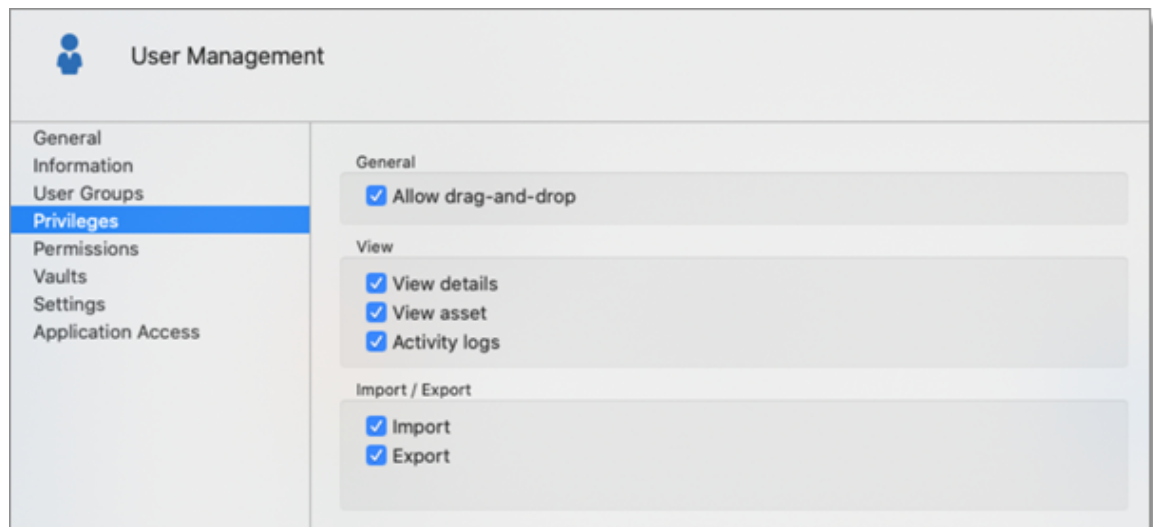 User Management
General
Information
User Groups
Privileges
Permissions
Vaults
Settings
Application Access
General
Allow drag-and-drop
View
View details
View asset
Activity logs
Import / Export
Import
Export